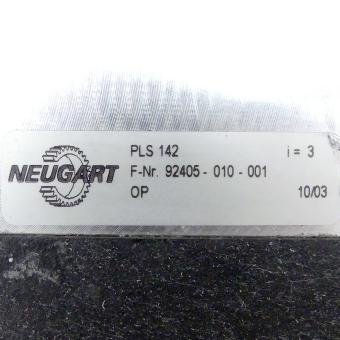 NEUGART
PLS 142 i = 3
F-Nr. 92405 - 010 - 001
OP 10/03